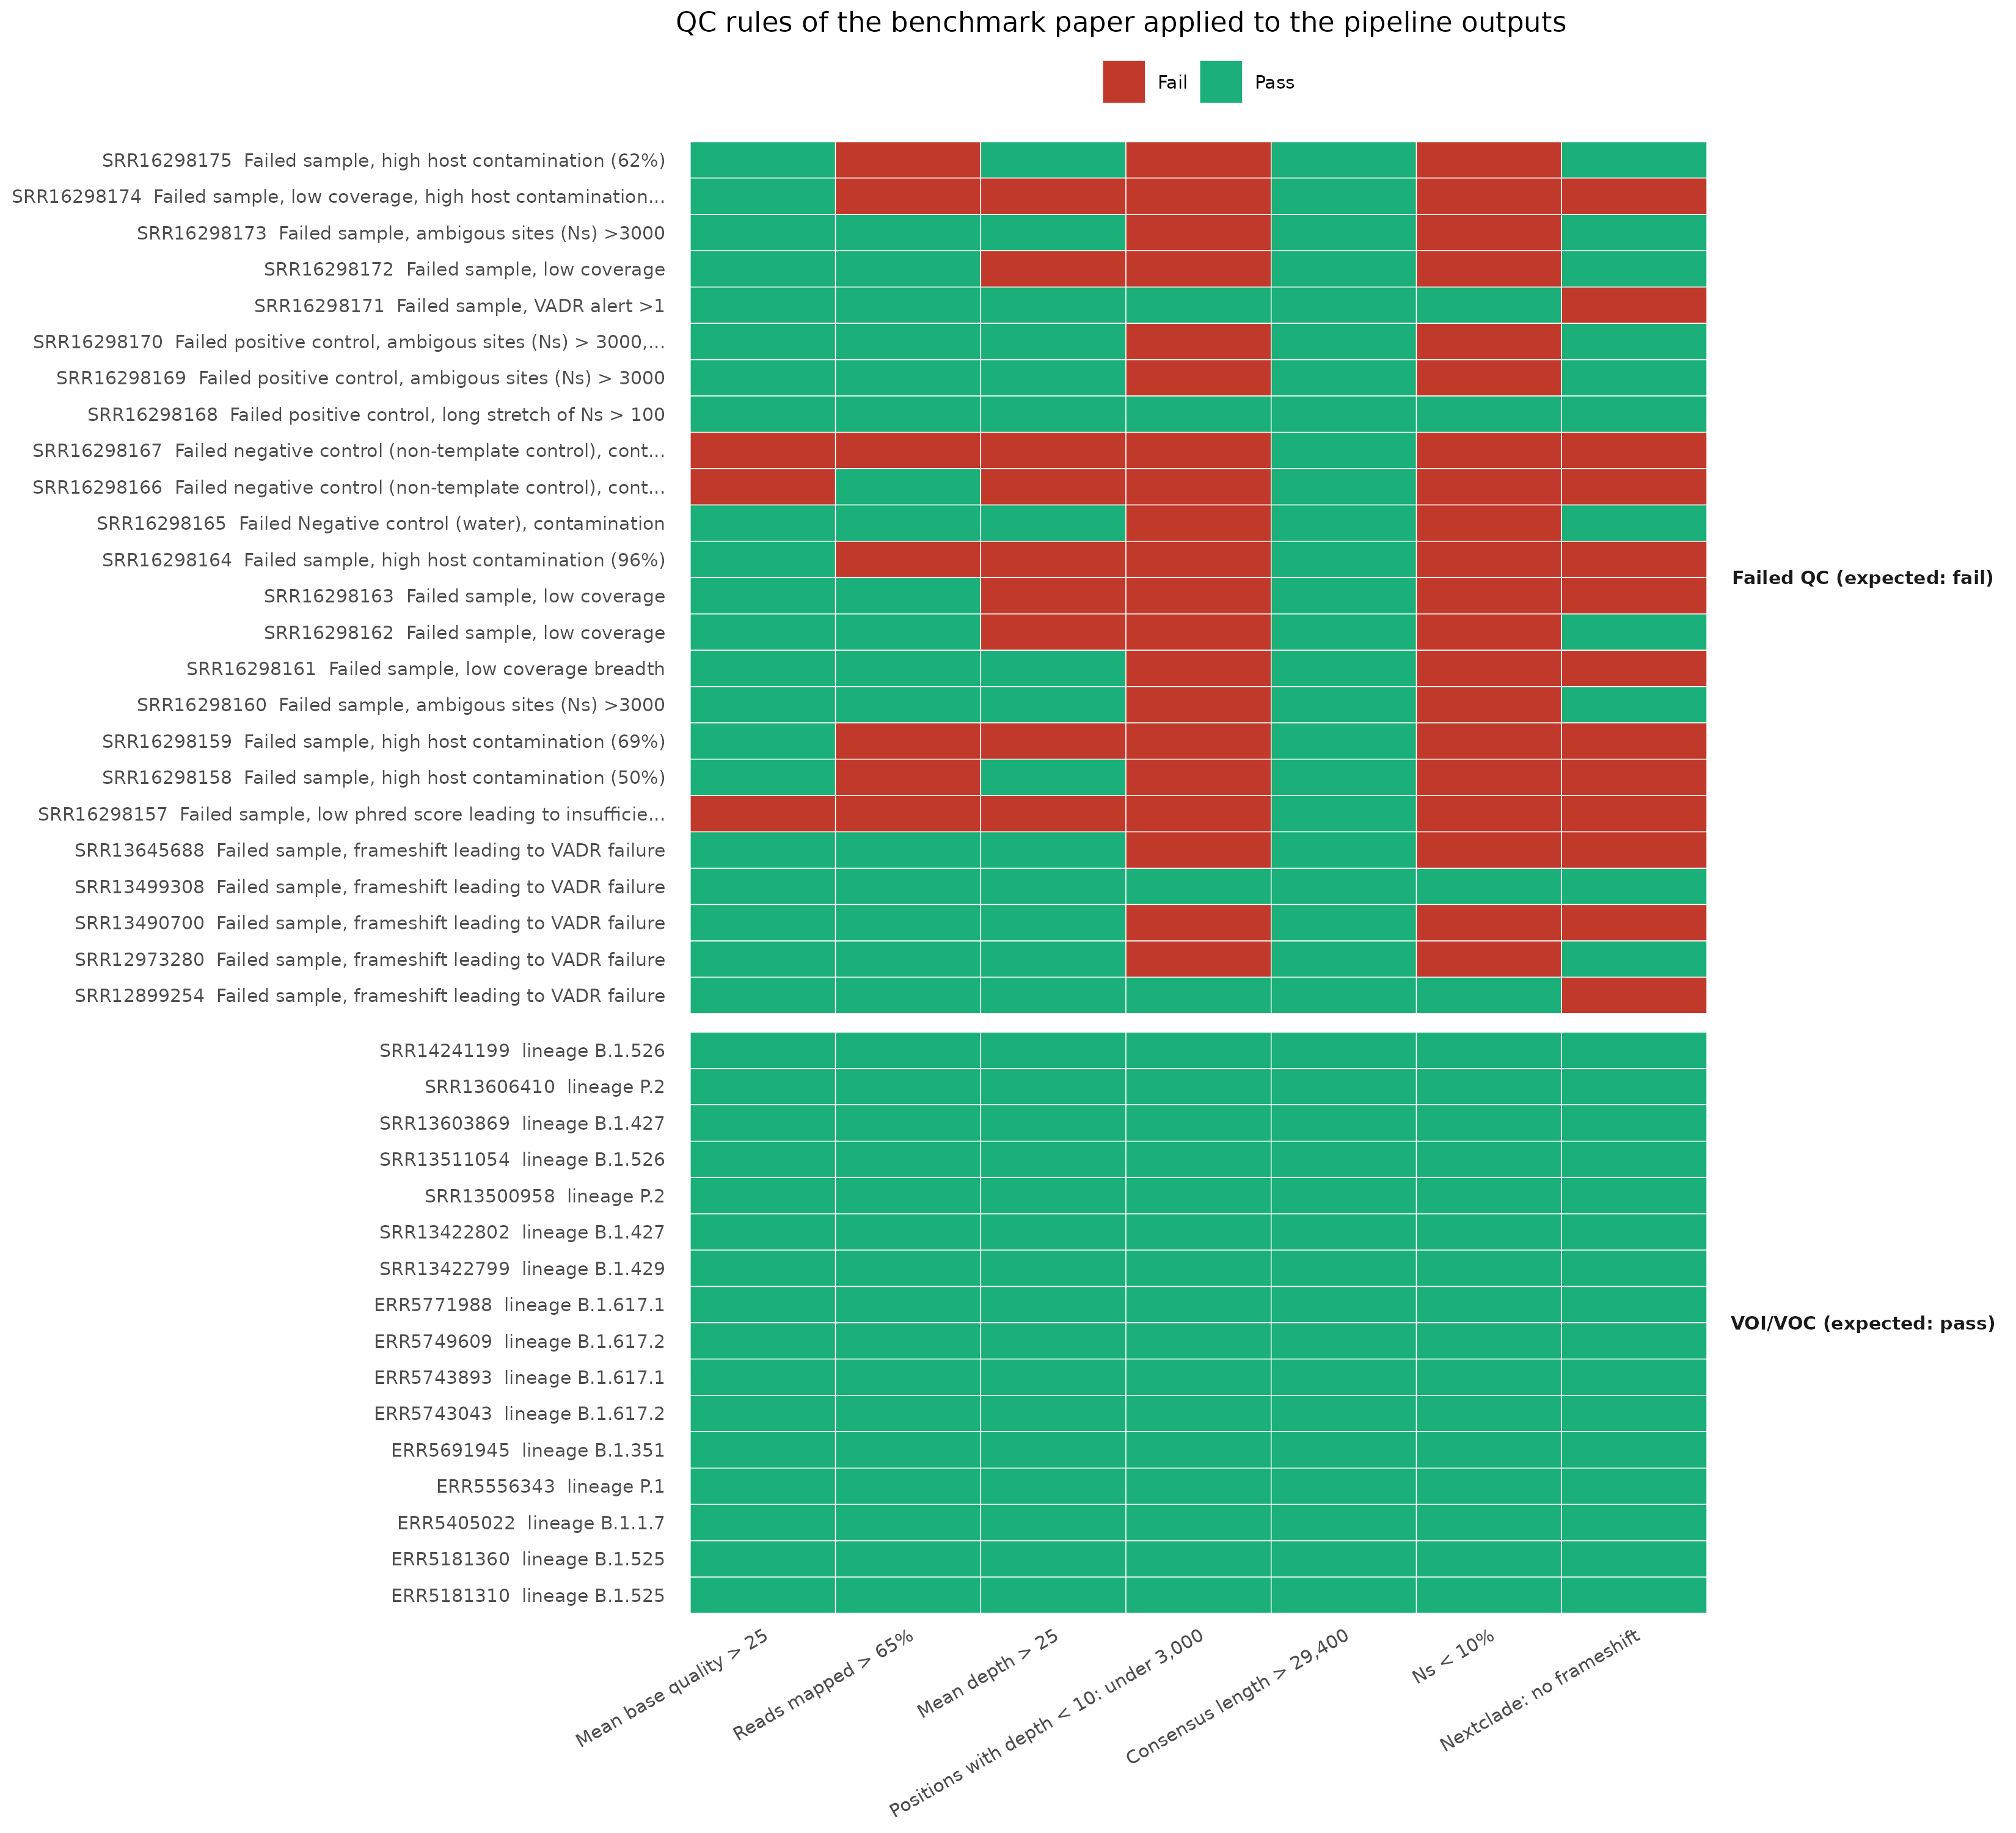 QC rules of the benchmark paper applied to the pipeline outputs
Fail
Pass
SRR16298175 Failed sample, high host contamination (62%)
SRR16298174 Failed sample, low coverage, high host contamination...
SRR16298173 Failed sample, ambigous sites (Ns) >3000
SRR16298172 Failed sample, low coverage
SRR16298171 Failed sample, VADR alert >1
SRR16298170 Failed positive control, ambigous sites (Ns) > 3000,...
SRR16298169 Failed positive control, ambigous sites (Ns) > 3000
SRR16298168 Failed positive control, long stretch of Ns > 100
SRR16298167 Failed negative control (non-template control), cont...
SRR16298166 Failed negative control (non-template control), cont...
SRR16298165 Failed Negative control (water), contamination
SRR16298164 Failed sample, high host contamination (96%)
SRR16298163 Failed sample, low coverage
SRR16298162 Failed sample, low coverage
SRR16298161 Failed sample, low coverage breadth
SRR16298160 Failed sample, ambigous sites (Ns) >3000
SRR16298159 Failed sample, high host contamination (69%)
SRR16298158 Failed sample, high host contamination (50%)
SRR16298157 Failed sample, low phred score leading to insufficie...
SRR13645688 Failed sample, frameshift leading to VADR failure
SRR13499308 Failed sample, frameshift leading to VADR failure
SRR13490700 Failed sample, frameshift leading to VADR failure
SRR12973280 Failed sample, frameshift leading to VADR failure
SRR12899254 Failed sample, frameshift leading to VADR failure
Failed QC (expected: fail)
SRR14241199 lineage B.1.526
SRR13606410 lineage P.2
SRR13603869 lineage B.1.427
SRR13511054 lineage B.1.526
SRR13500958 lineage P.2
SRR13422802 lineage B.1.427
SRR13422799 lineage B.1.429
ERR5771988 lineage B.1.617.1
ERR5749609 lineage B.1.617.2
ERR5743893 lineage B.1.617.1
ERR5743043 lineage B.1.617.2
ERR5691945 lineage B.1.351
ERR5556343 lineage P.1
ERR5405022 lineage B.1.1.7
ERR5181360 lineage B.1.525
ERR5181310 lineage B.1.525
VOI/VOC (expected: pass)
Mean base quality > 25
Reads mapped > 65%
Mean depth > 25
Positions with depth < 10: under 3,000
Consensus length > 29,400
Ns < 10%
Nextclade: no frameshift